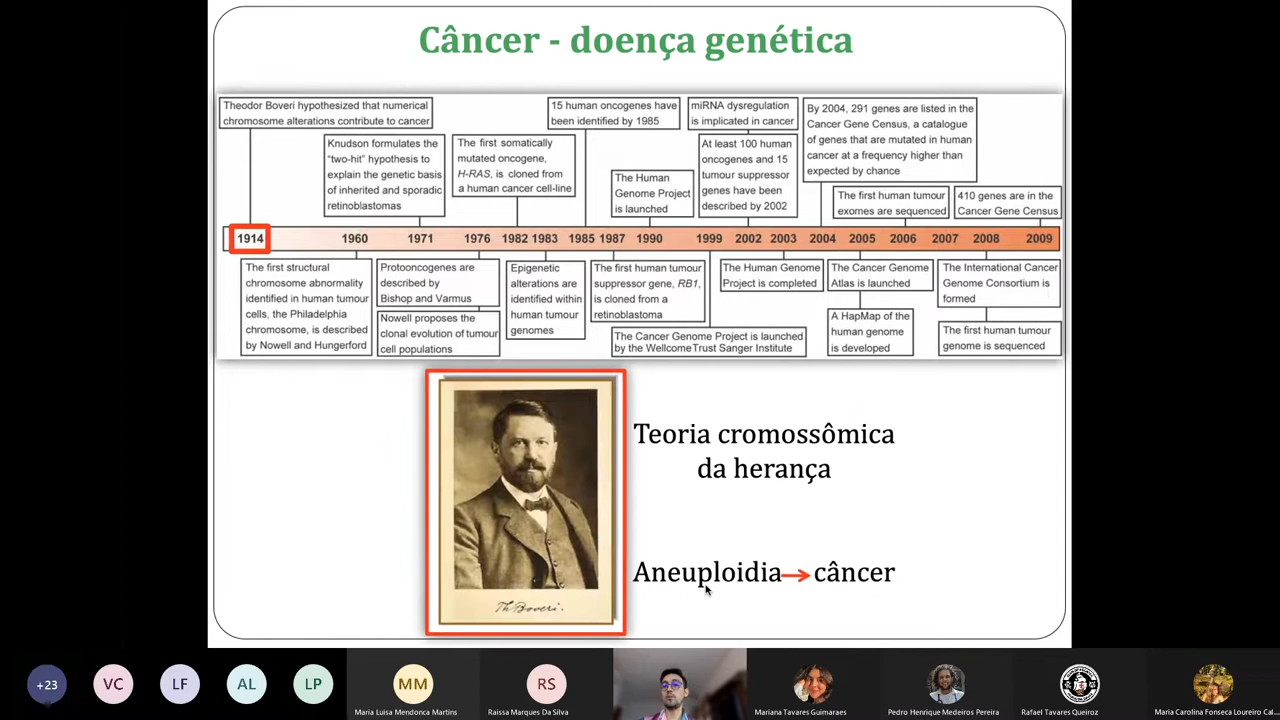 Câncer - doença genética
Theodor Boveri hypothesized that numerical
chromosome alterations contribute to cancer
Knudson formulates the
"two-hit" hypothesis to
explain the genetic basis
of inherited and sporadic
retinoblastomas
The first somatically
mutated oncogene,
H-RAS, is cloned from
a human cancer cell-line
15 human oncogenes have
been identified by 1985
The Human
Genome Project
is launched
miRNA dysregulation
is implicated in cancer
At least 100 human
oncogenes and 15
tumour suppressor
genes have been
described by 2002
By 2004, 291 genes are listed in the
Cancer Gene Census, a catalogue
of genes that are mutated in human
cancer at a frequency higher than
expected by chance
The first human tumour
exomes are sequenced
410 genes are in the
Cancer Gene Census
1914 1960 1971 1976 1982 1983 1985 1987 1990 1999 2002 2003 2004 2005 2006 2007 2008 2009
The first structural
chromosome abnormality
identified in human tumour
cells, the Philadelphia
chromosome, is described
by Nowell and Hungerford
Protooncogenes are
described by
Bishop and Varmus
Nowell proposes the
clonal evolution of tumour
cell populations
Epigenetic
alterations are
identified within
human tumour
genomes
The first human tumour
suppressor gene, RB1,
is cloned from a
retinoblastoma
The Cancer Genome Project is launched
by the WellcomeTrust Sanger Institute
The Human Genome
Project is completed
The Cancer Genome
Atlas is launched
A HapMap of the
human genome
is developed
The International Cancer
Genome Consortium is
formed
The first human tumour
genome is sequenced
Teoria cromossômica
da herança
Aneuploidia → câncer
Th Boveri.
+23 VC LF AL LP MM RS
Maria Luisa Mendonca Martins
Raissa Marques Da Silva
Mariana Tavares Guimaraes
Pedro Henrique Medeiros Pereira
Rafael Tavares Queiroz
Maria Carolina Fonseca Loureiro Cal...